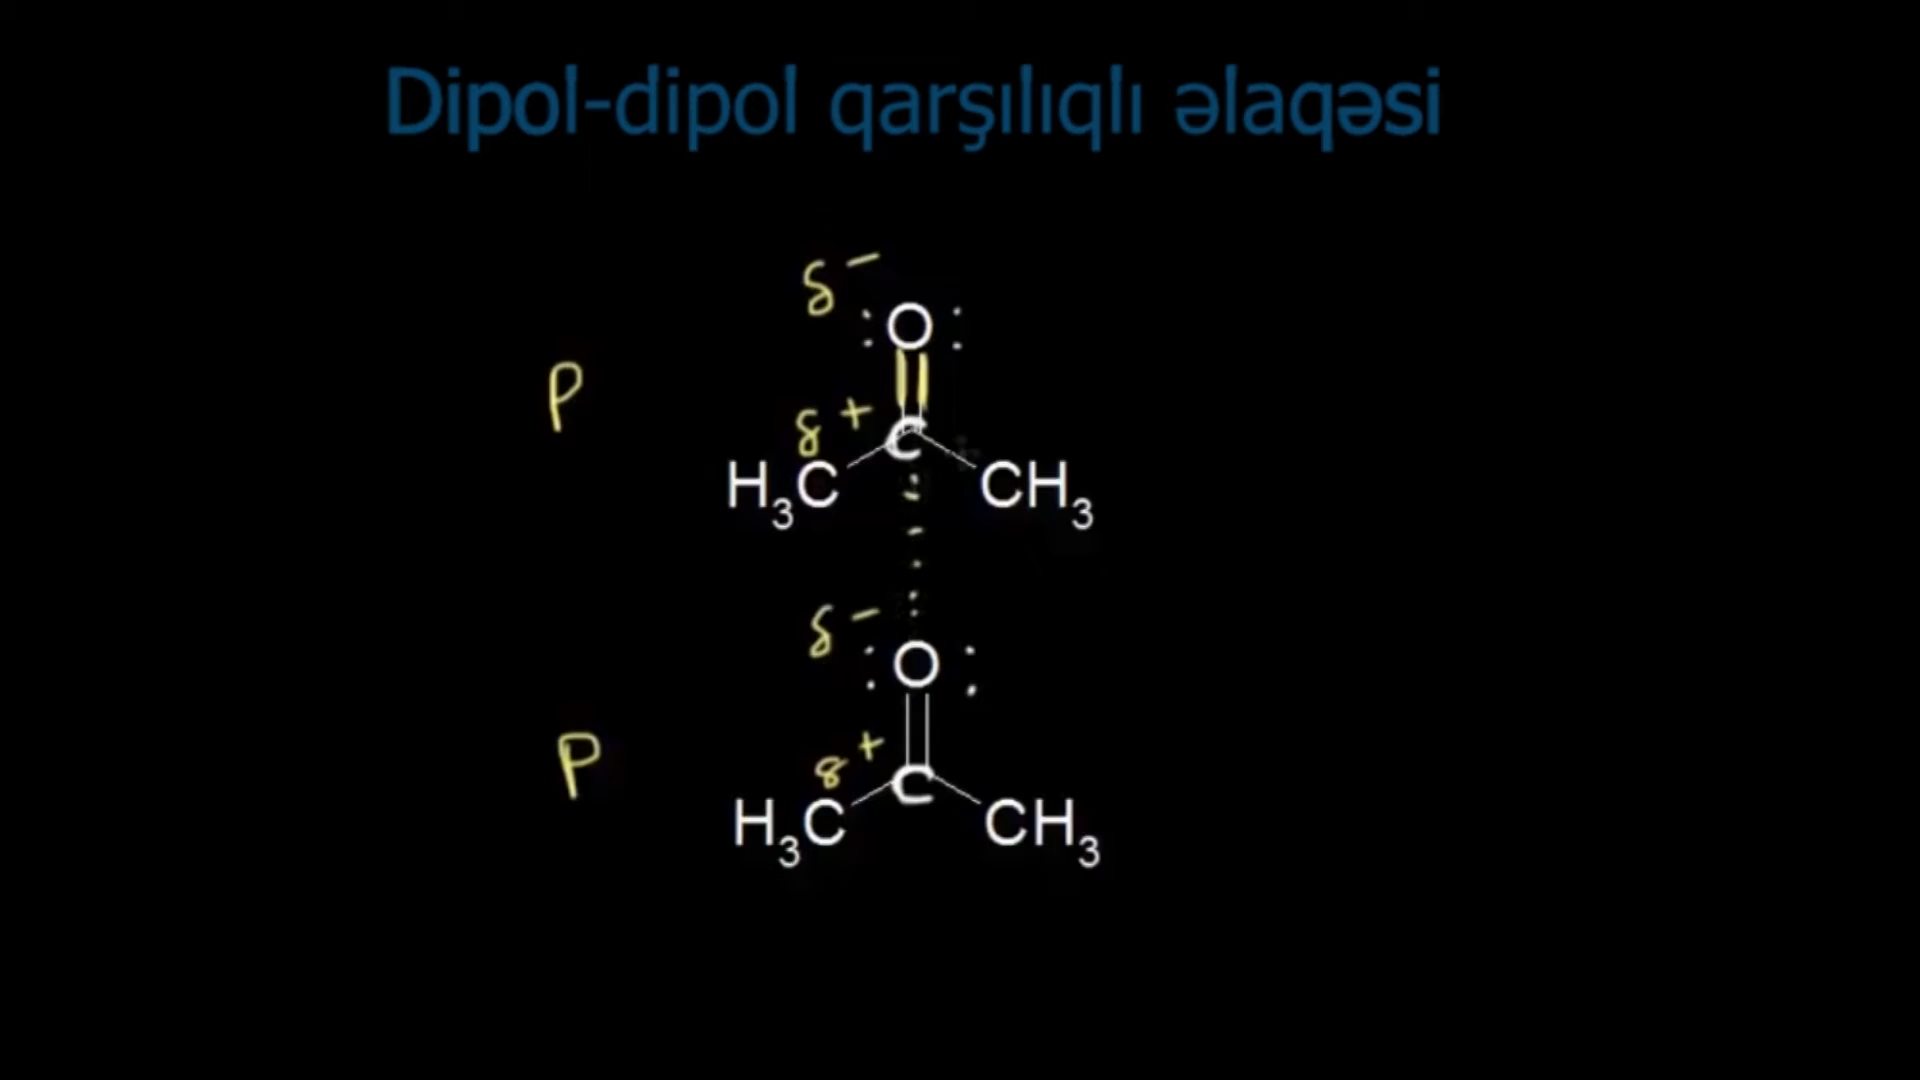 Dipol-dipol qarşılıqlı əlaqəsi
δ-
:O:
P
δ+
C
H3C CH3
δ-
:O:
P
δ+
C
H3C CH3